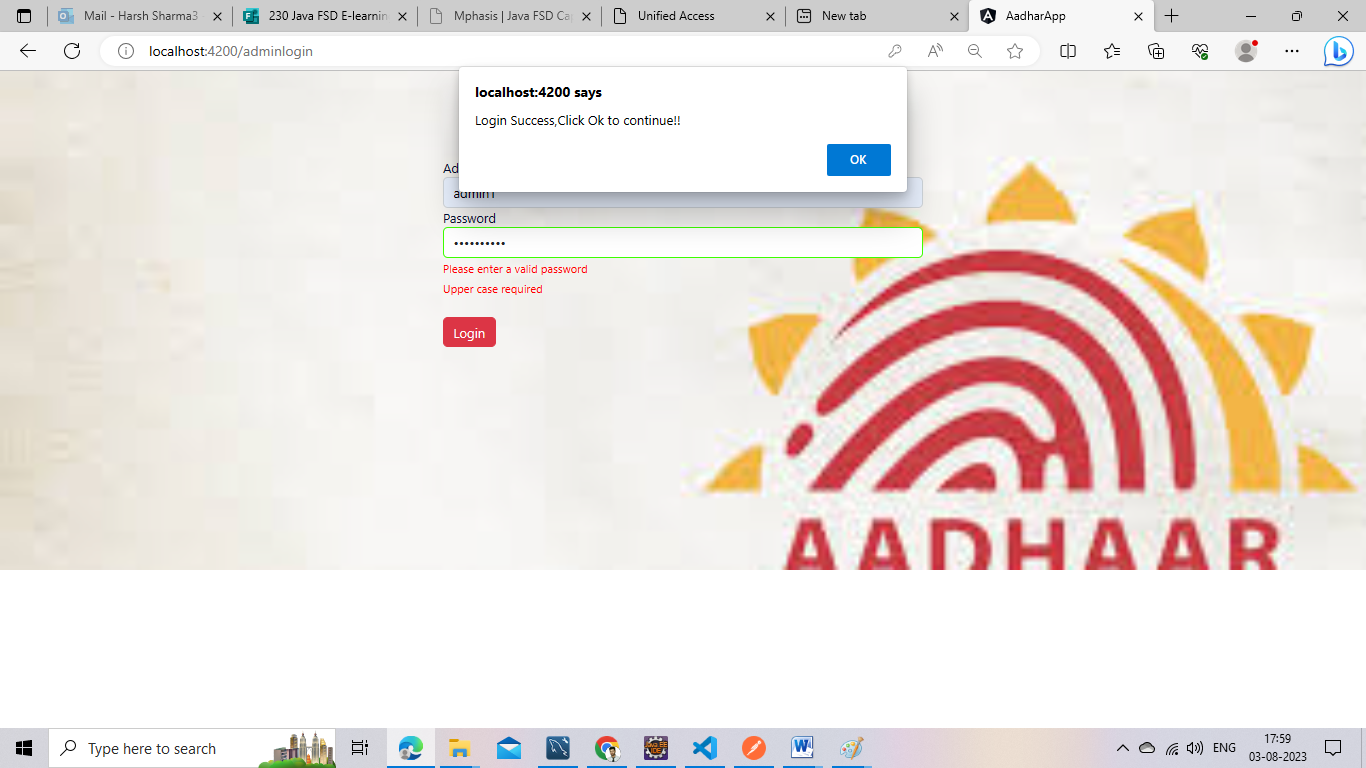 Mail - Harsh Sharma3
230 Java FSD E-learnin
Mphasis | Java FSD Ca
Unified Access
New tab
AadharApp
localhost:4200/adminlogin
localhost:4200 says
Login Success,Click Ok to continue!!
OK
Ad
admin1
Password
Please enter a valid password
Upper case required
Login
AADHAAR
Type here to search
ENG
17:59
03-08-2023